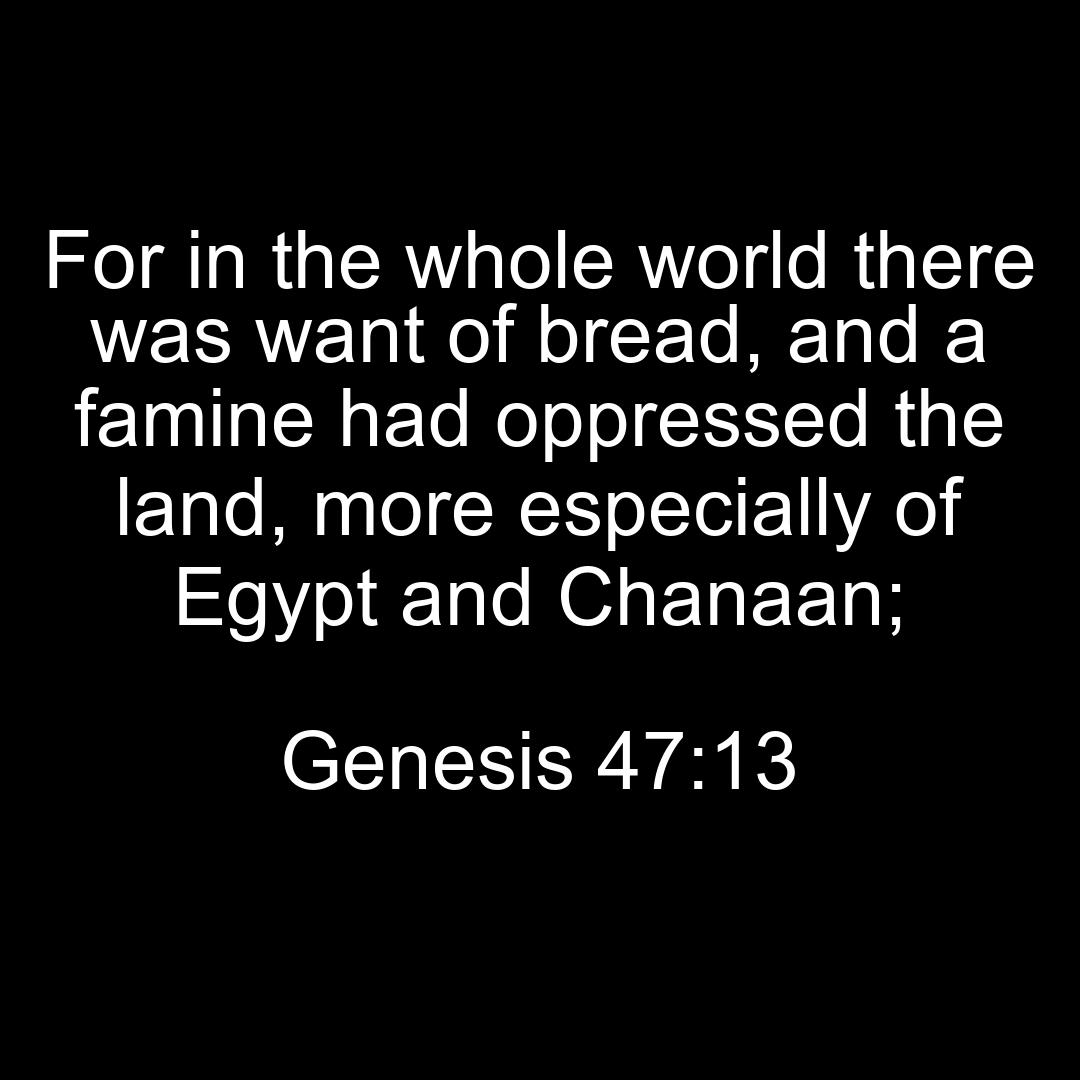 For in the whole world there
was want of bread, and a
famine had oppressed the
land, more especially of
Egypt and Chanaan;
Genesis 47:13